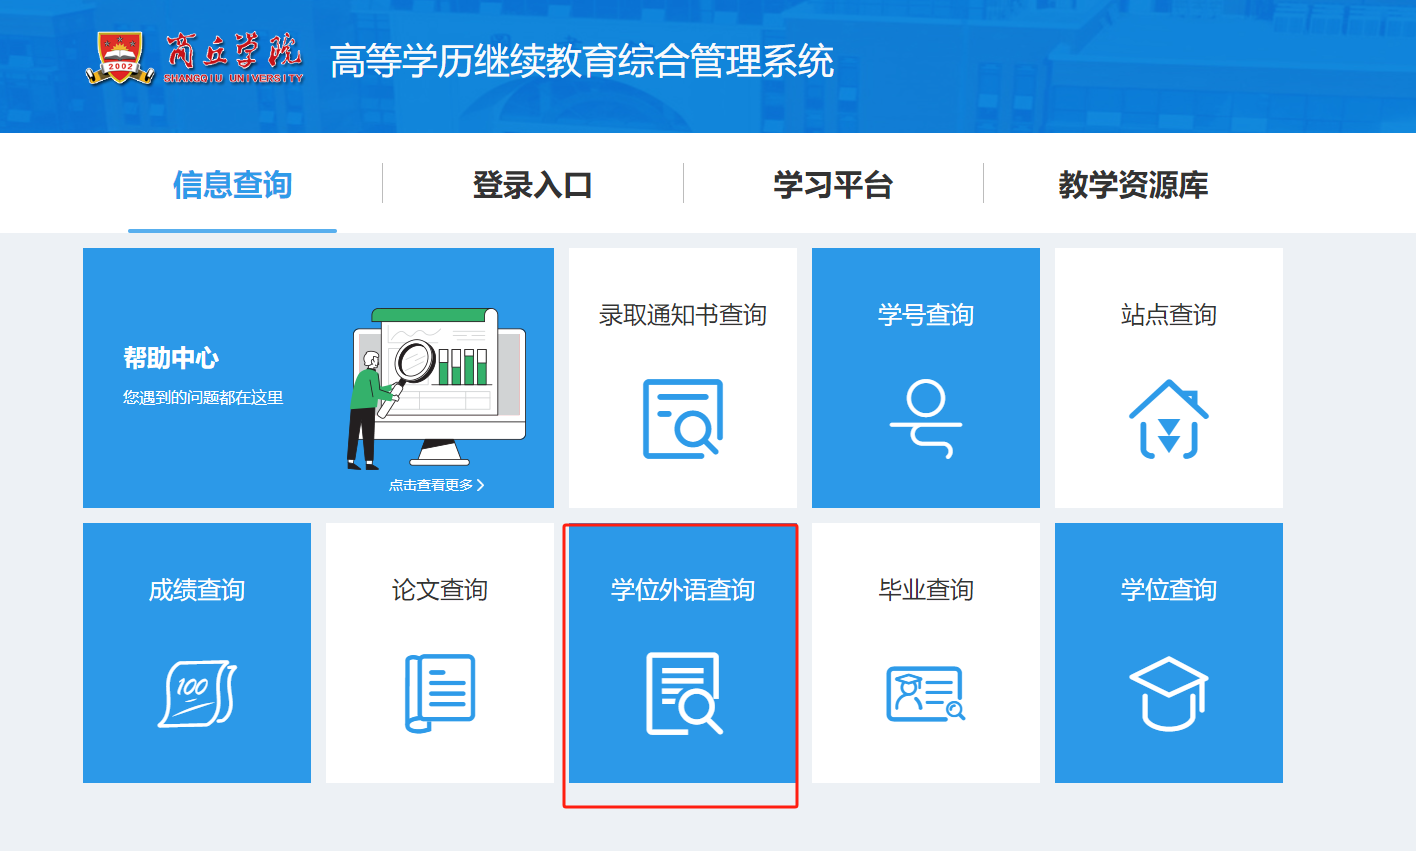 商丘学院
SHANGQIU UNIVERSITY
2002
高等学历继续教育综合管理系统
信息查询
登录入口
学习平台
教学资源库
帮助中心
您遇到的问题都在这里
点击查看更多
录取通知书查询
学号查询
站点查询
成绩查询
100
论文查询
学位外语查询
毕业查询
学位查询